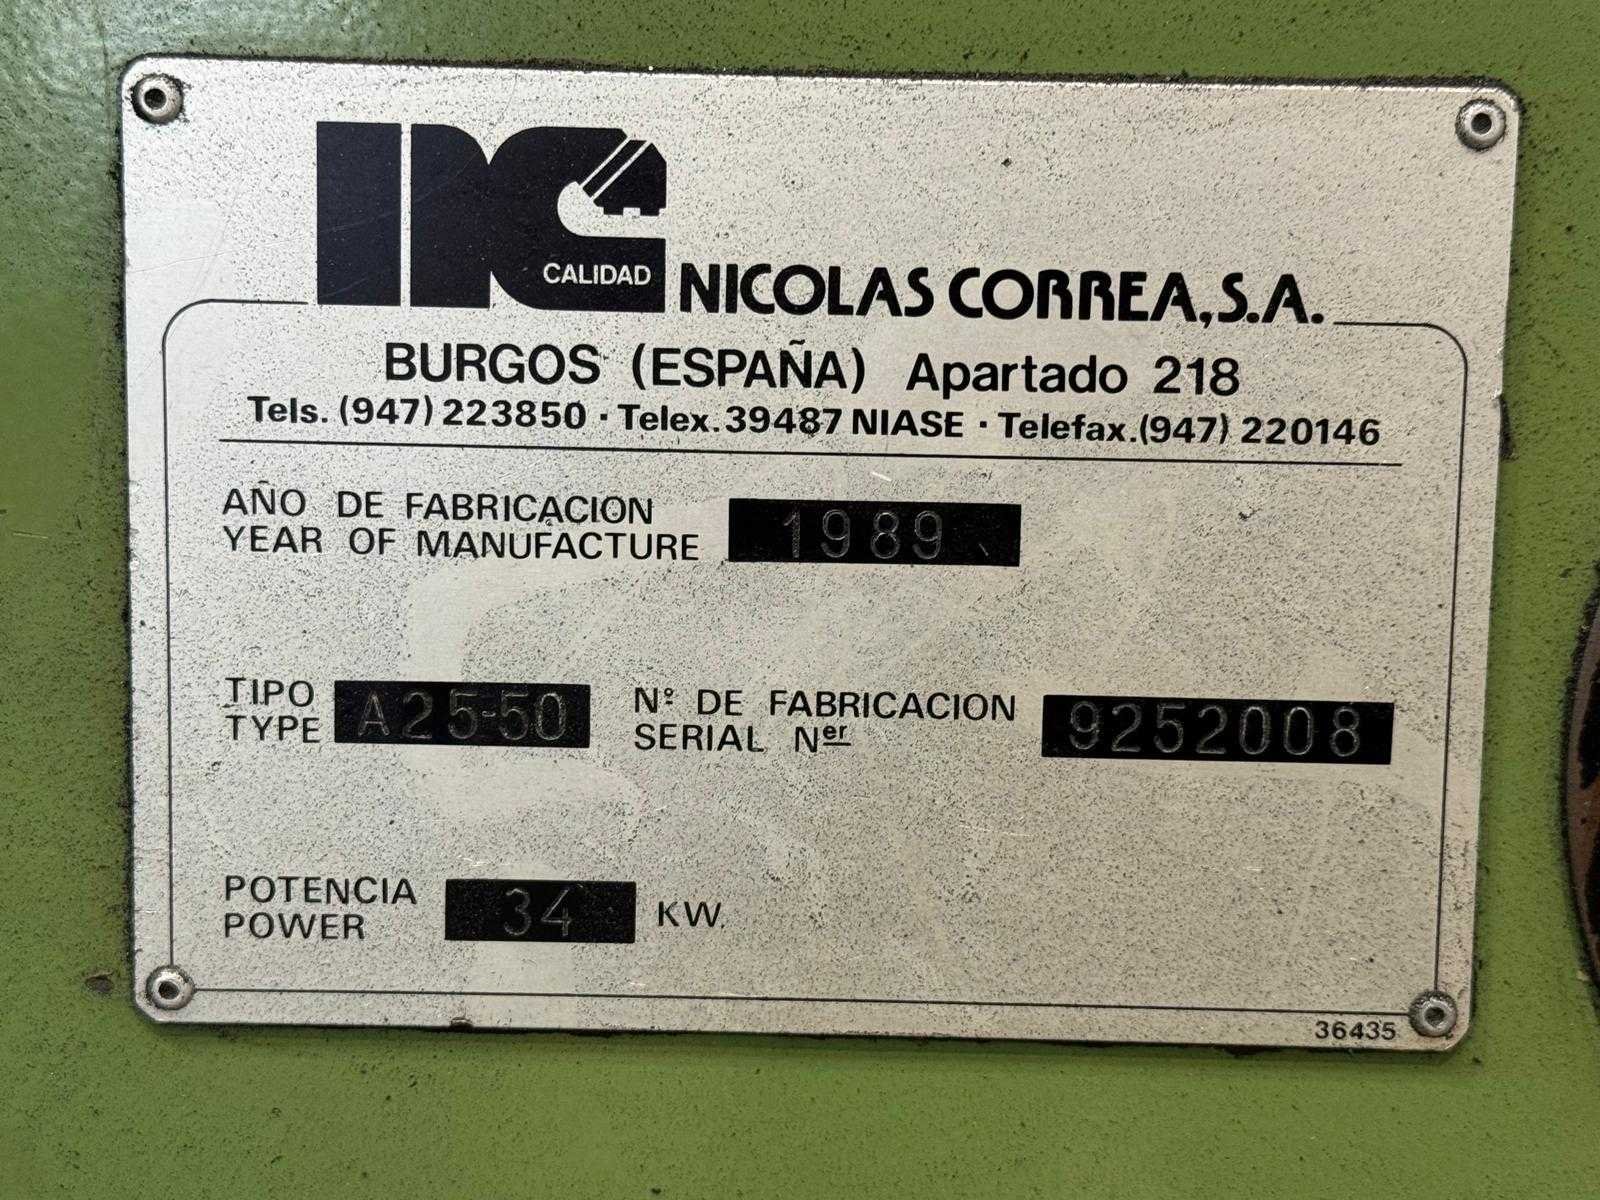 NC
CALIDAD
NICOLAS CORREA, S.A.
BURGOS (ESPAÑA) Apartado 218
Tels. (947) 223850 · Telex. 39487 NIASE · Telefax. (947) 220146
AÑO DE FABRICACION 1989
YEAR OF MANUFACTURE
TIPO A25-50 Nº DE FABRICACION 9252008
TYPE SERIAL Ner
POTENCIA 34 KW.
POWER
36435